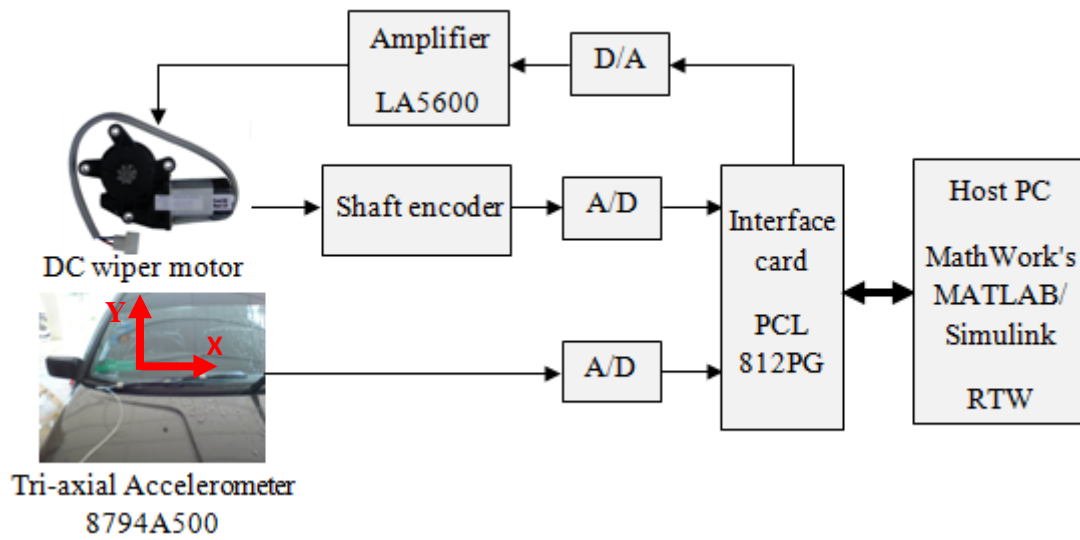 Amplifier
LA5600
D/A
DC wiper motor
Shaft encoder
A/D
Interface
card
PCL
812PG
Host PC
MathWork's
MATLAB/
Simulink
RTW
Y
X
A/D
Tri-axial Accelerometer
8794A500